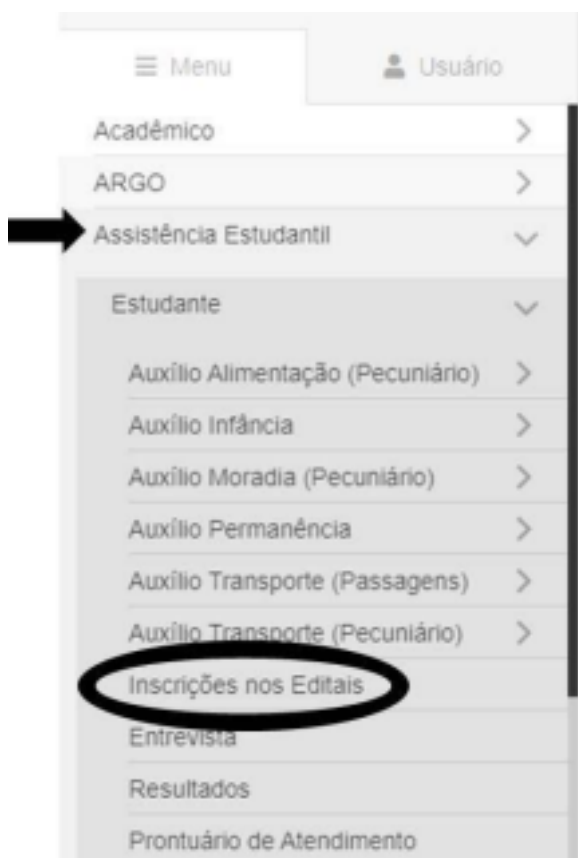 Menu
Usuário
Acadêmico
ARGO
Assistência Estudantil
Estudante
Auxílio Alimentação (Pecuniário)
Auxílio Infância
Auxílio Moradia (Pecuniário)
Auxílio Permanência
Auxílio Transporte (Passagens)
Auxílio Transporte (Pecuniário)
Inscrições nos Editais
Entrevista
Resultados
Prontuário de Atendimento